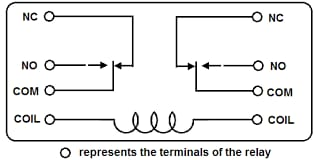 NC NC
NO NO
COM COM
COIL COIL
represents the terminals of the relay